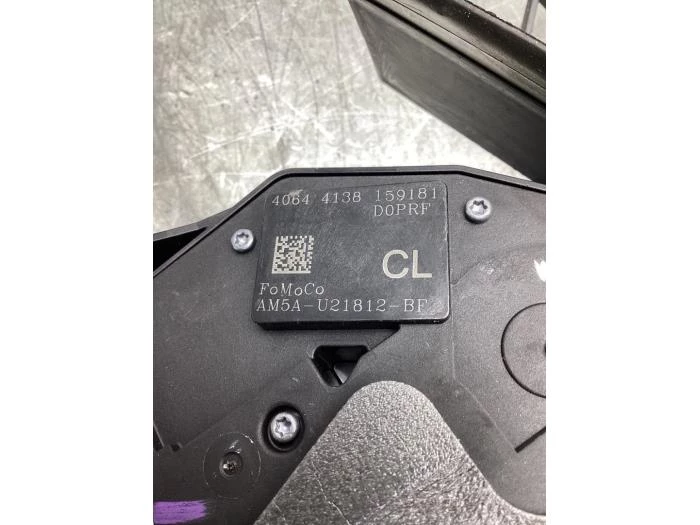 4064 4138 159181
D0PRF
CL
FoMoCo
AM5A-U21812-BF